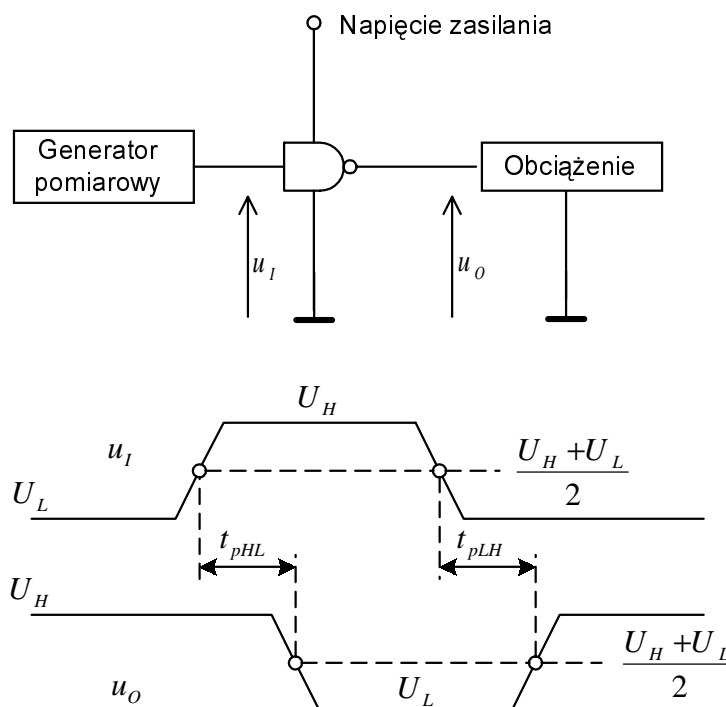 Napięcie zasilania
Generator
pomiarowy
Obciążenie
u_I
u_O
U_H
u_I
U_H + U_L
2
U_L
t_pHL
t_pLH
U_H
U_H + U_L
2
u_O
U_L